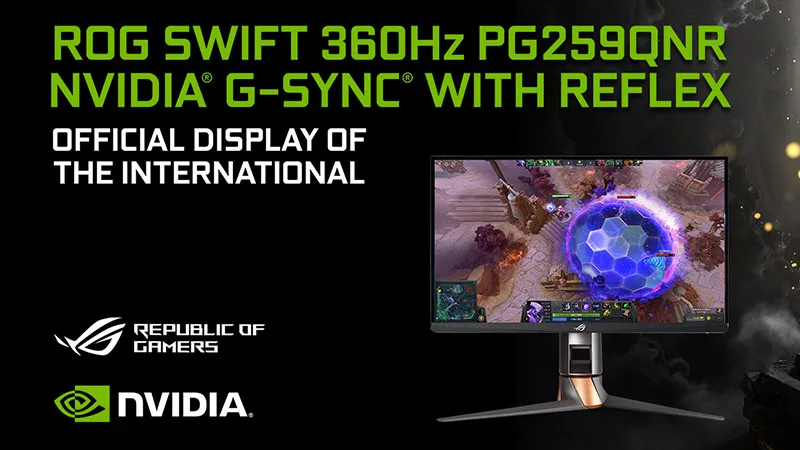 ROG SWIFT 360Hz PG259QNR
NVIDIA® G-SYNC® WITH REFLEX
OFFICIAL DISPLAY OF
THE INTERNATIONAL
REPUBLIC OF
GAMERS
NVIDIA®